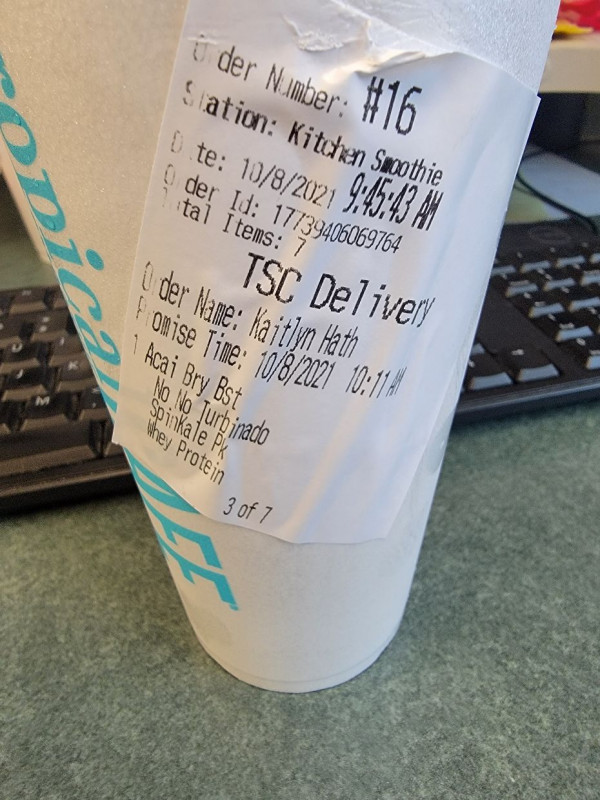 Order Number: #16
Station: Kitchen Smoothie
Date: 10/8/2021 9:45:43 AM
Order Id: 17739406069764
Total Items: 7
TSC Delivery
Order Name: Kaitlyn Hath
Promise Time: 10/8/2021 10:11 AM
1 Acai Bry Bst
No No Turbinado
Spinkale Pk
Whey Protein
3 of 7